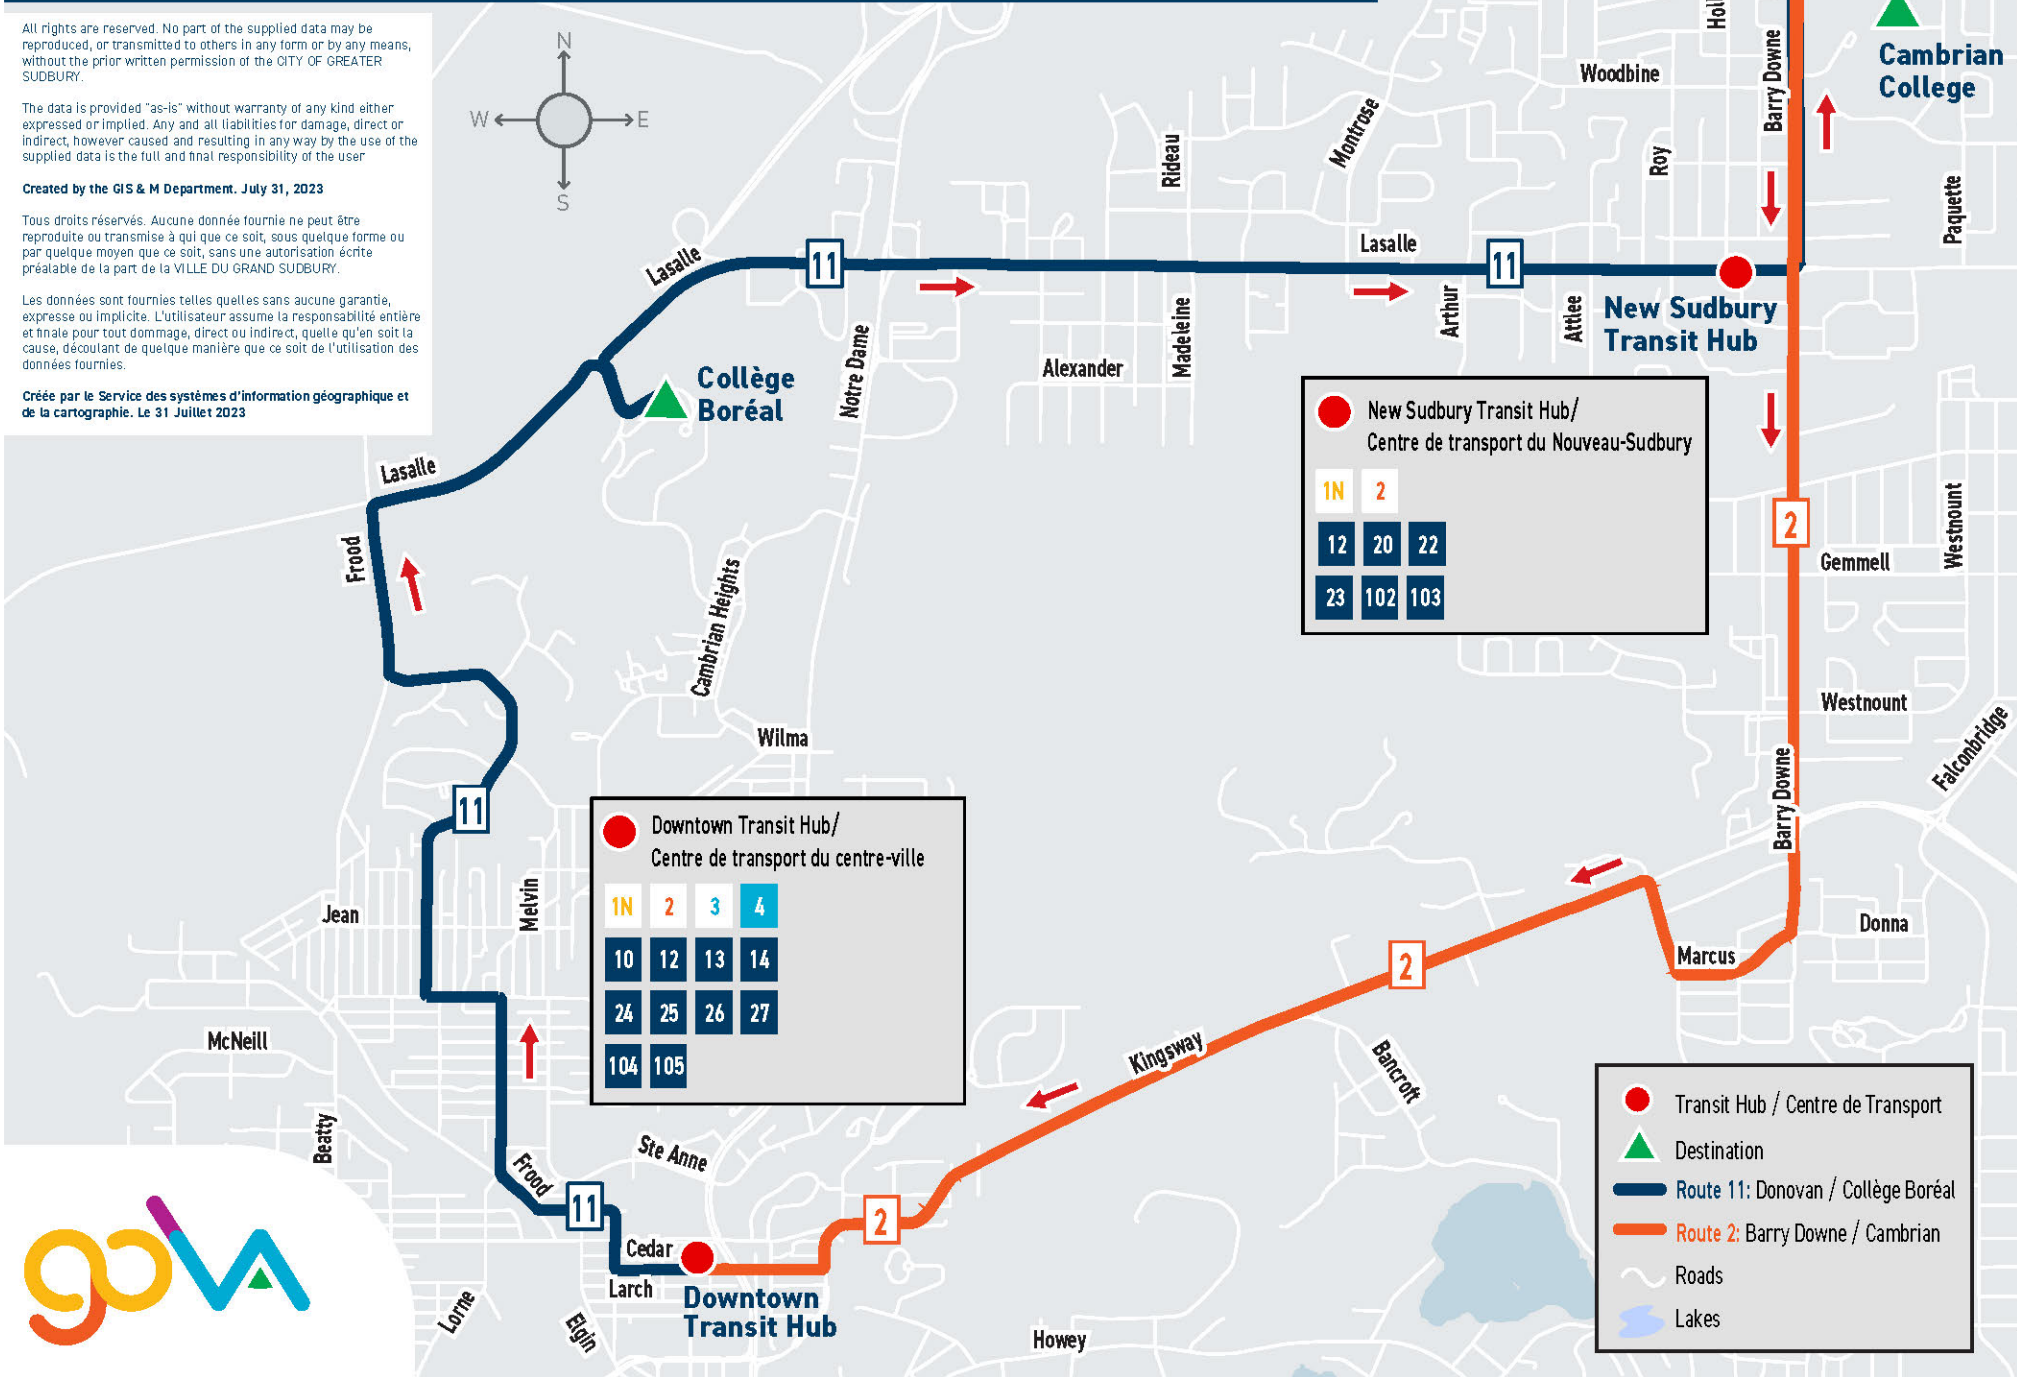 All rights are reserved. No part of the supplied data may be
reproduced, or transmitted to others in any form or by any means,
without the prior written permission of the CITY OF GREATER
SUDBURY.
The data is provided "as-is" without warranty of any kind either
expressed or implied. Any and all liabilities for damage, direct or
indirect, however caused and resulting in any way by the use of the
supplied data is the full and final responsibility of the user
Created by the GIS & M Department. July 31, 2023
Tous droits réservés. Aucune donnée fournie ne peut être
reproduite ou transmise à qui que ce soit, sous quelque forme ou
par quelque moyen que ce soit, sans une autorisation écrite
préalable de la part de la VILLE DU GRAND SUDBURY.
Les données sont fournies telles quelles sans aucune garantie,
expresse ou implicite. L'utilisateur assume la responsabilité entière
et finale pour tout dommage, direct ou indirect, quelle qu'en soit la
cause, découlant de quelque manière que ce soit de l'utilisation des
données fournies.
Créée par le Service des systèmes d'information géographique et
de la cartographie. Le 31 Juillet 2023
N
W
E
S
Barry Downe
Cambrian
College
Woodbine
Montrose
Rideau
Roy
Paquette
Lasalle
Lasalle
11
11
New Sudbury
Transit Hub
Arthur
Attlee
Madeleine
Notre Dame
Alexander
Collège
Boréal
New Sudbury Transit Hub/
Centre de transport du Nouveau-Sudbury
1N 2
12 20 22
23 102 103
Lasalle
Frood
2
Westnount
Gemmell
Cambrian Heights
Westnount
Falconbridge
Wilma
Barry Downe
11
Downtown Transit Hub/
Centre de transport du centre-ville
1N 2 3 4
10 12 13 14
24 25 26 27
104 105
Melvin
Jean
Donna
Marcus
2
McNeill
Kingsway
Bancroft
Beatty
Ste Anne
Frood
11
2
Cedar
Larch
Downtown
Transit Hub
Lorne
Elgin
Howey
Transit Hub / Centre de Transport
Destination
Route 11: Donovan / Collège Boréal
Route 2: Barry Downe / Cambrian
Roads
Lakes
gova